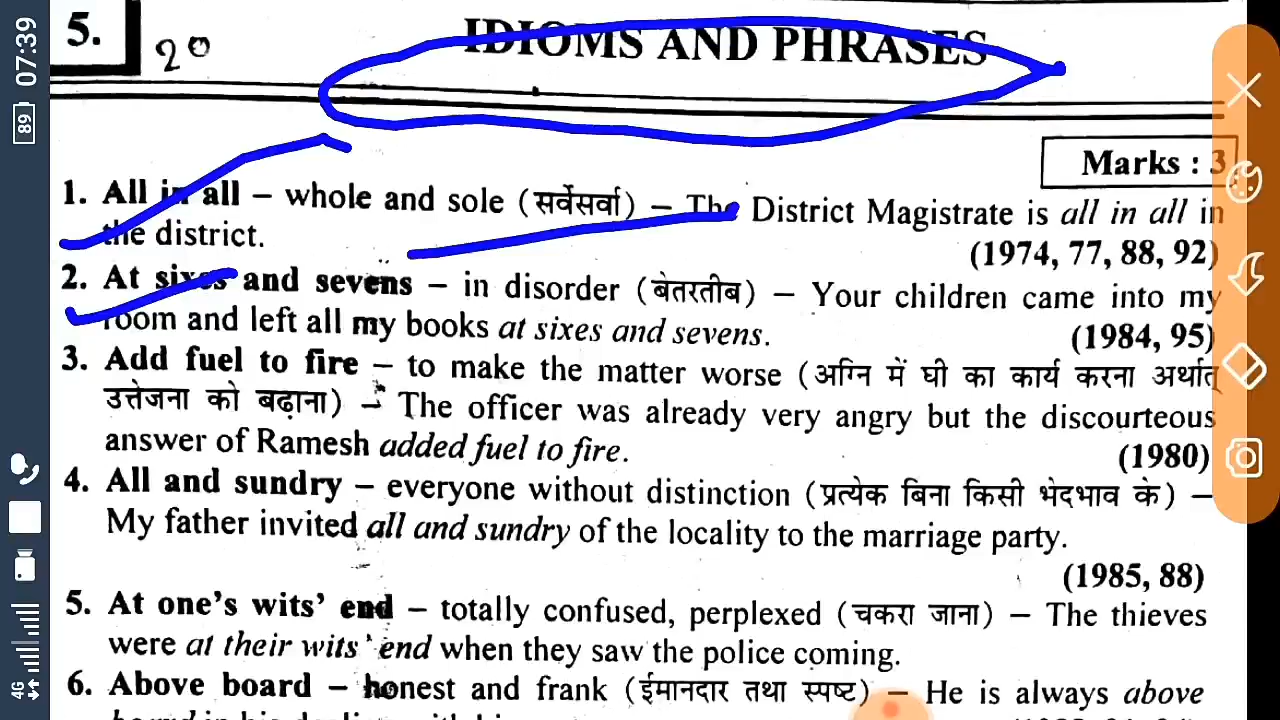 07:39
89
4G
5.
20
IDIOMS AND PHRASES
Marks : 3
1. All in all – whole and sole (सर्वेसर्वा) – The District Magistrate is all in all in
the district. (1974, 77, 88, 92)
2. At sixes and sevens – in disorder (बेतरतीब) – Your children came into my
room and left all my books at sixes and sevens. (1984, 95)
3. Add fuel to fire – to make the matter worse (अग्नि में घी का कार्य करना अर्थात्
उत्तेजना को बढ़ाना) – The officer was already very angry but the discourteous
answer of Ramesh added fuel to fire. (1980)
4. All and sundry – everyone without distinction (प्रत्येक बिना किसी भेदभाव के) –
My father invited all and sundry of the locality to the marriage party.
(1985, 88)
5. At one's wits' end – totally confused, perplexed (चकरा जाना) – The thieves
were at their wits' end when they saw the police coming.
6. Above board – honest and frank (ईमानदार तथा स्पष्ट) – He is always above